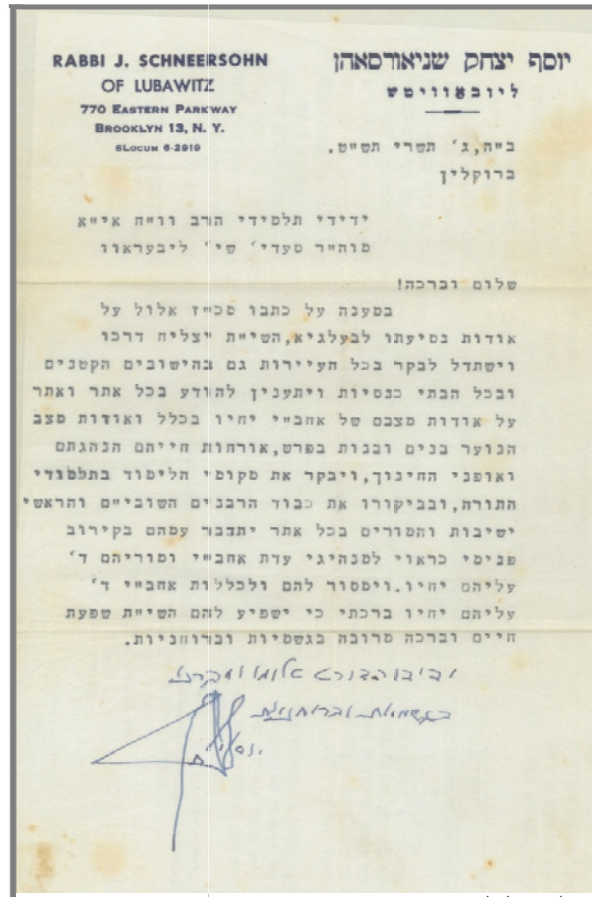 RABBI J. SCHNEERSOHN
OF LUBAWITZ
770 EASTERN PARKWAY
BROOKLYN 13, N. Y.
SLOCUM 6-2919
יוסף יצחק שניאורסאהן
ליובאוויטש
ב"ה, ג' תשרי תש"ט.
ברוקלין
ידידי תלמידי הרב וו"ח אי"א
מוה"ר סעדי' שי' ליבעראוו
שלום וברכה!
במענה על כתבו מכ"ז אלול על
אודות נסיעתו לבעלגיא, השי"ת יצליח דרכו
וישתדל לבקר בכל העיירות גם בהישובים הקטנים
ובכל הבתי כנסיות ויתענין להודע בכל אתר ואתר
על אודות מצבם של אחב"י יחיו בכלל ואודות מצב
הנוער בנים ובנות בפרט, אורחות חייהם הנהגתם
ואופני החינוך, ויבקר את מקומי הלימוד בתלמודי
התורה, ובביקורו את כבוד הרבנים השובי"ם והראשי
ישיבות והמורים בכל אתר יתדבר עמהם בקירוב
פנימי כראוי למנהיגי עדת אחב"י ומוריהם ד'
עליהם יחיו. וימסור להם ולכללות אחב"י ד'
עליהם יחיו ברכתי כי ישפיע להם השי"ת שפעת
חיים וברכה מרובה בגשמיות וברוחניות.
בגשמיות וברוחניות